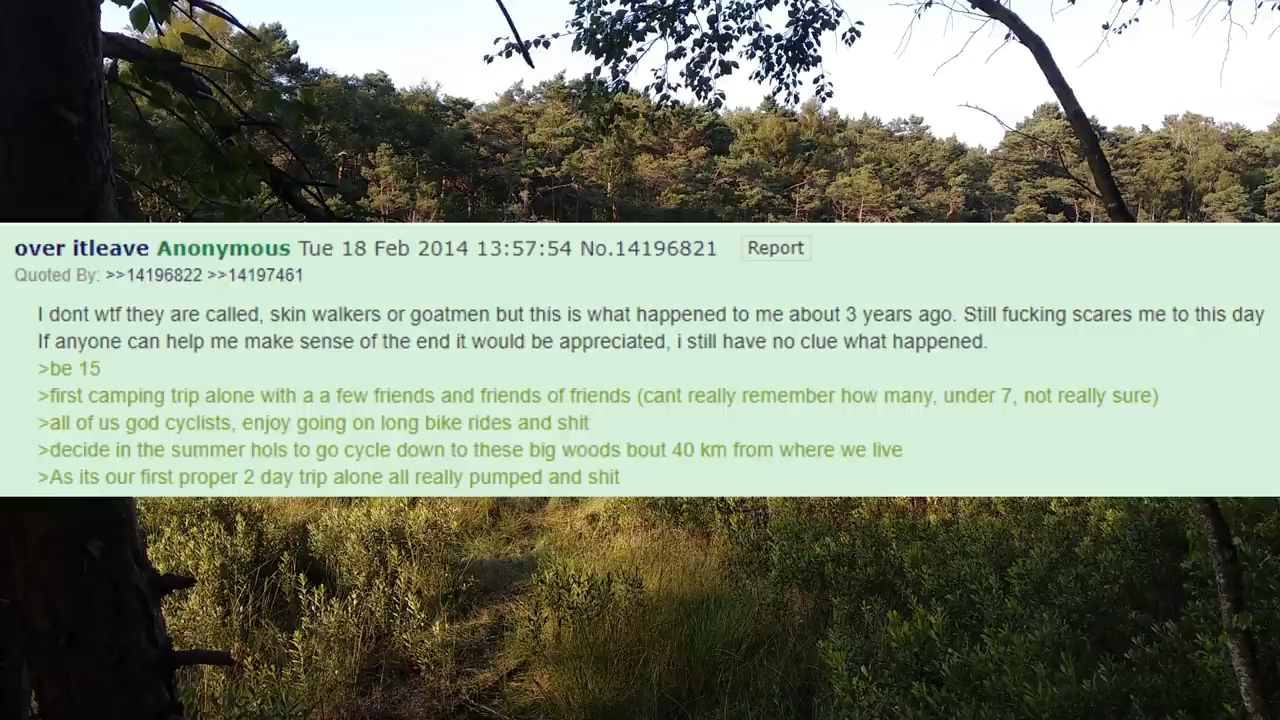 over itleave Anonymous Tue 18 Feb 2014 13:57:54 No.14196821 Report
Quoted By: >>14196822 >>14197461
I dont wtf they are called, skin walkers or goatmen but this is what happened to me about 3 years ago. Still fucking scares me to this day
If anyone can help me make sense of the end it would be appreciated, i still have no clue what happened.
>be 15
>first camping trip alone with a a few friends and friends of friends (cant really remember how many, under 7, not really sure)
>all of us god cyclists, enjoy going on long bike rides and shit
>decide in the summer hols to go cycle down to these big woods bout 40 km from where we live
>As its our first proper 2 day trip alone all really pumped and shit